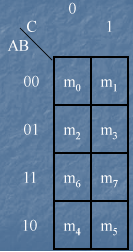 0
C 1
AB
00 m₀ m₁
01 m₂ m₃
11 m₆ m₇
10 m₄ m₅